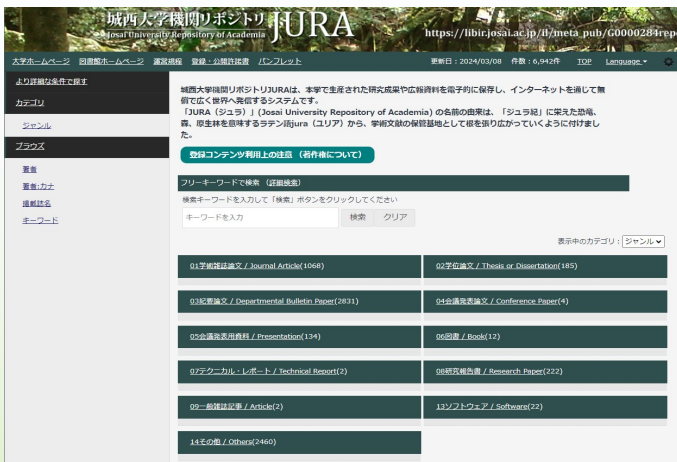 城西大学機関リポジトリ JURA
Josai University Repository of Academia
https://libir.josai.ac.jp/il/meta_pub/G0000284rep
大学ホームページ 図書館ホームページ 運営規程 登録・公開許諾書 パンフレット 更新日：2024/03/08 件数：6,942件 TOP Language
より詳細な条件で探す
カテゴリ
ジャンル
ブラウズ
著者
著者:カナ
掲載誌名
キーワード
城西大学機関リポジトリJURAは、本学で生産された研究成果や広報資料を電子的に保存し、インターネットを通じて無
償で広く世界へ発信するシステムです。
「JURA（ジュラ）」(Josai University Repository of Academia) の名前の由来は、「ジュラ紀」に栄えた恐竜、
森、原生林を意味するラテン語jura（ユリア）から、学術文献の保管基地として根を張り広がっていくように付けまし
た。
登録コンテンツ利用上の注意 （著作権について）
フリーキーワードで検索 （詳細検索）
検索キーワードを入力して「検索」ボタンをクリックしてください
キーワードを入力 検索 クリア
表示中のカテゴリ：ジャンル
01学術雑誌論文 / Journal Article(1068)
02学位論文 / Thesis or Dissertation(185)
03紀要論文 / Departmental Bulletin Paper(2831)
04会議発表論文 / Conference Paper(4)
05会議発表用資料 / Presentation(134)
06図書 / Book(12)
07テクニカル・レポート / Technical Report(2)
08研究報告書 / Research Paper(222)
09一般雑誌記事 / Article(2)
13ソフトウェア / Software(22)
14その他 / Others(2460)